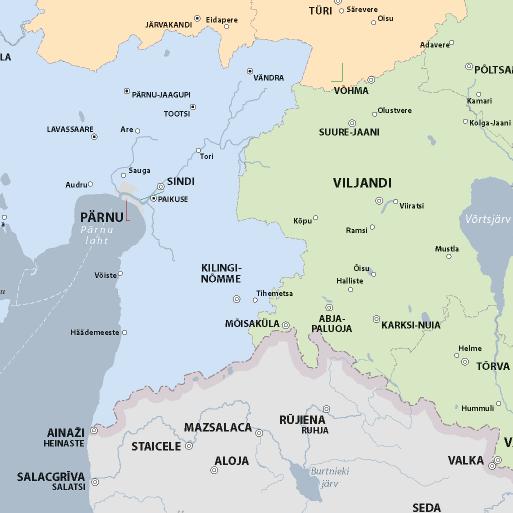 TÜRI
Särevere
Oisu
Eidapere
JÄRVAKANDI
Adavere
LA
VÄNDRA
PÕLTSAM
VÕHMA
PÄRNU-JAAGUPI
Kamari
TOOTSI
Olustvere
Kolga-Jaani
LAVASSAARE
Are
SUURE-JAANI
Tori
Sauga
SINDI
Audru
VILJANDI
PAIKUSE
Viiratsi
PÄRNU
Pärnu
laht
Kõpu
Ramsi
Võrtsjärv
Mustla
KILINGI-
NÕMME
Võiste
Õisu
Halliste
Tihemetsa
MÕISAKÜLA
ABJA-
PALUOJA
KARKSI-NUIA
Häädemeeste
Helme
TÕRVA
Hummuli
AINAŽI
HEINASTE
MAZSALACA
RŪJIENA
RUHJA
STAICELE
VALKA
ALOJA
Burtnieki
järv
SALACGRĪVA
SALATSI
SEDA